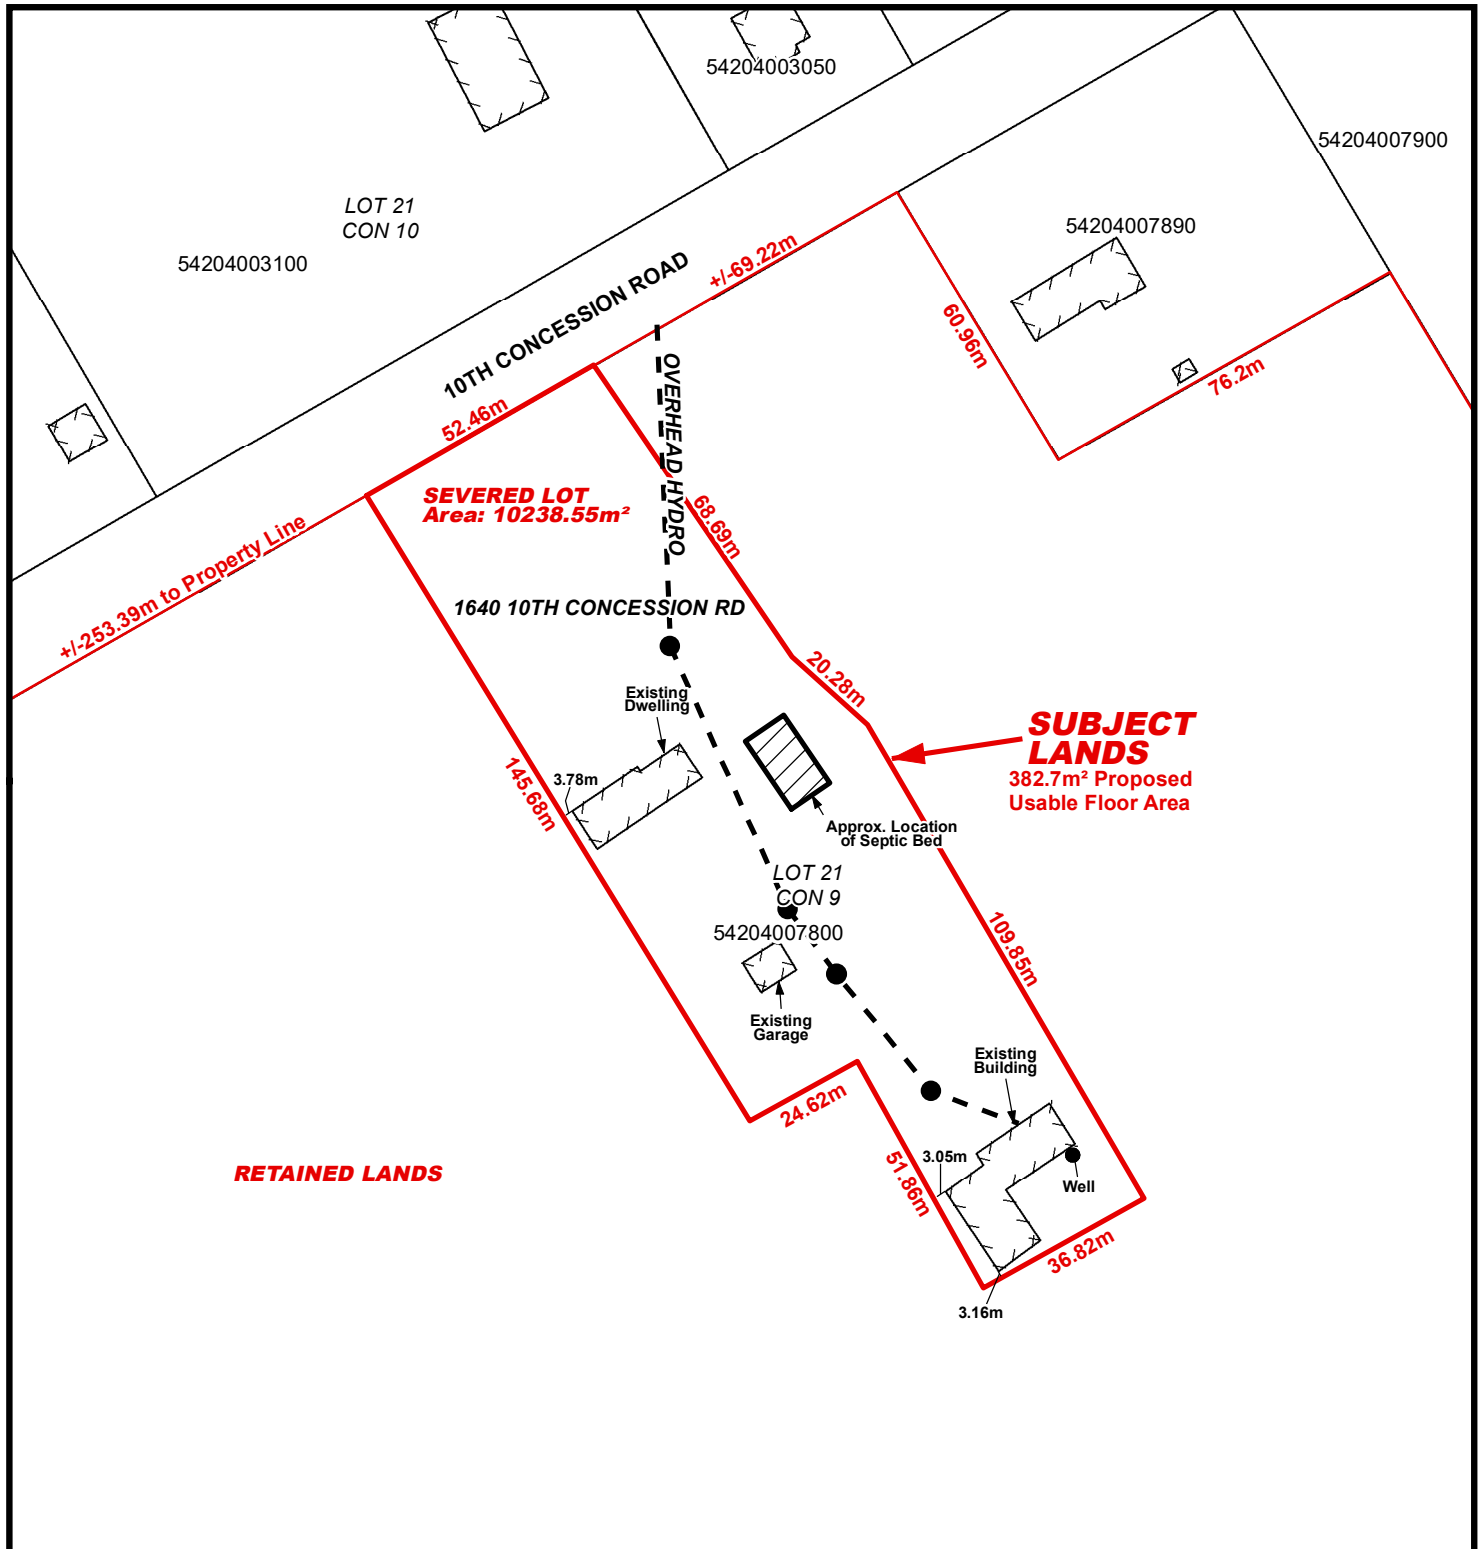 54204003050
54204007900
LOT 21
CON 10
54204003100
54204007890
10TH CONCESSION ROAD
+/-69.22m
60.96m
76.2m
52.46m
OVERHEAD HYDRO
SEVERED LOT
Area: 10238.55m²
68.69m
+/-253.39m to Property Line
1640 10TH CONCESSION RD
20.28m
Existing
Dwelling
SUBJECT
LANDS
382.7m² Proposed
Usable Floor Area
3.78m
145.68m
Approx. Location
of Septic Bed
LOT 21
CON 9
54204007800
109.85m
Existing
Garage
Existing
Building
24.62m
51.86m
3.05m
Well
RETAINED LANDS
36.82m
3.16m